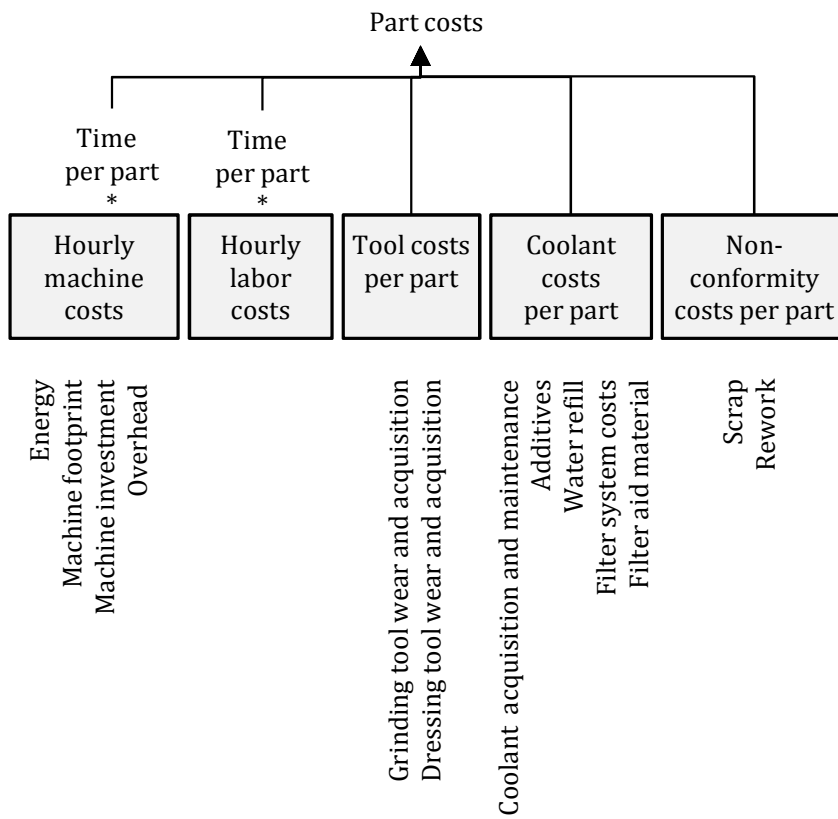 Part costs
Time
per part
*
Time
per part
*
Hourly
machine
costs
Hourly
labor
costs
Tool costs
per part
Coolant
costs
per part
Non-
conformity
costs per part
Energy
Machine footprint
Machine investment
Overhead
Grinding tool wear and acquisition
Dressing tool wear and acquisition
Coolant acquisition and maintenance
Additives
Water refill
Filter system costs
Filter aid material
Scrap
Rework